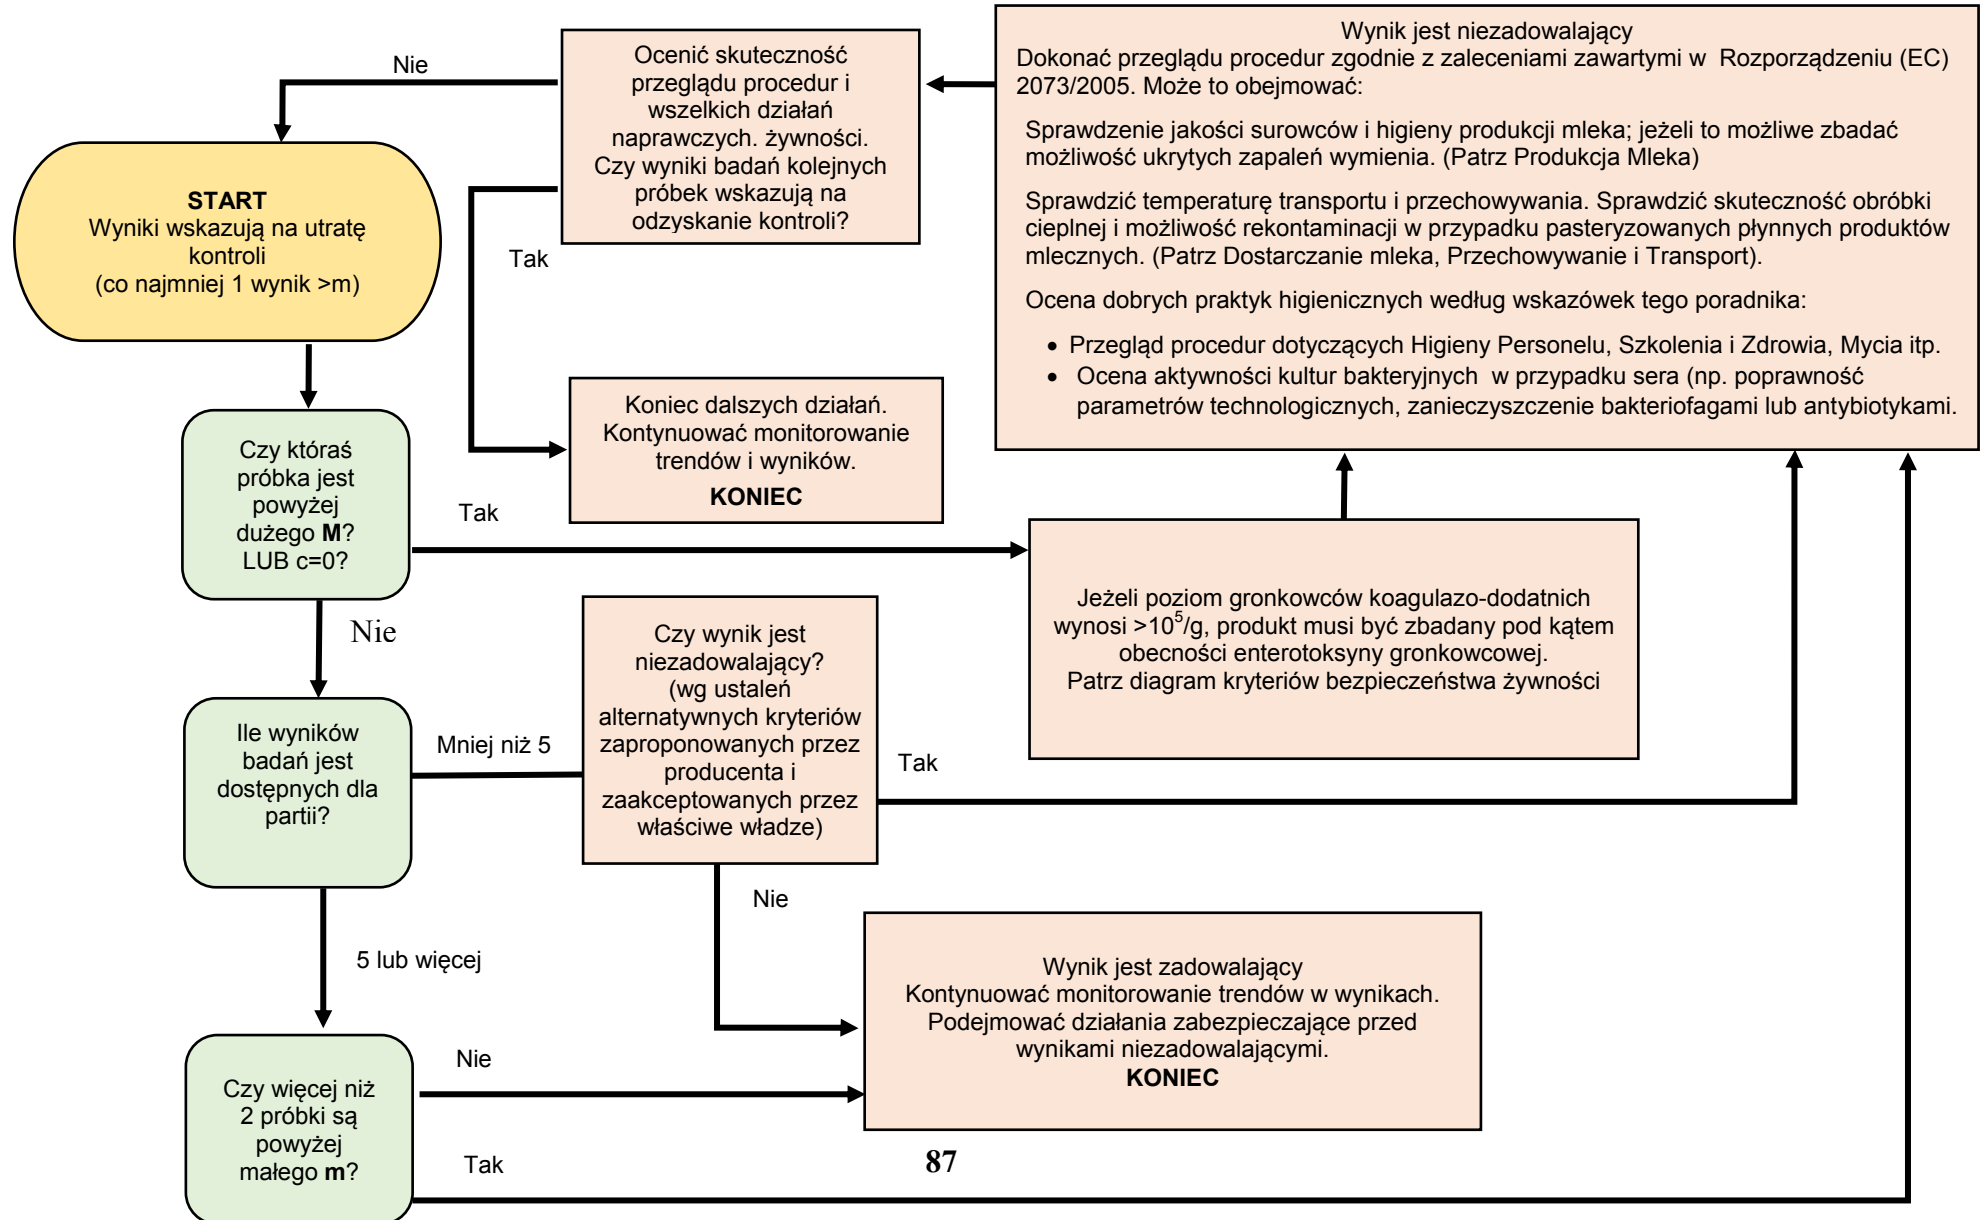 Nie
START
Wyniki wskazują na utratę
kontroli
(co najmniej 1 wynik >m)
Ocenić skuteczność
przeglądu procedur i
wszelkich działań
naprawczych. żywności.
Czy wyniki badań kolejnych
próbek wskazują na
odzyskanie kontroli?
Tak
Wynik jest niezadowalający
Dokonać przeglądu procedur zgodnie z zaleceniami zawartymi w Rozporządzeniu (EC)
2073/2005. Może to obejmować:
Sprawdzenie jakości surowców i higieny produkcji mleka; jeżeli to możliwe zbadać
możliwość ukrytych zapaleń wymienia. (Patrz Produkcja Mleka)
Sprawdzić temperaturę transportu i przechowywania. Sprawdzić skuteczność obróbki
cieplnej i możliwość rekontaminacji w przypadku pasteryzowanych płynnych produktów
mlecznych. (Patrz Dostarczanie mleka, Przechowywanie i Transport).
Ocena dobrych praktyk higienicznych według wskazówek tego poradnika:
• Przegląd procedur dotyczących Higieny Personelu, Szkolenia i Zdrowia, Mycia itp.
• Ocena aktywności kultur bakteryjnych w przypadku sera (np. poprawność
parametrów technologicznych, zanieczyszczenie bakteriofagami lub antybiotykami.
Koniec dalszych działań.
Kontynuować monitorowanie
trendów i wyników.
KONIEC
Czy któraś
próbka jest
powyżej
dużego M?
LUB c=0?
Tak
Nie
Jeżeli poziom gronkowców koagulazo-dodatnich
wynosi >10⁵/g, produkt musi być zbadany pod kątem
obecności enterotoksyny gronkowcowej.
Patrz diagram kryteriów bezpieczeństwa żywności
Ile wyników
badań jest
dostępnych dla
partii?
Mniej niż 5
Czy wynik jest
niezadowalający?
(wg ustaleń
alternatywnych kryteriów
zaproponowanych przez
producenta i
zaakceptowanych przez
właściwe władze)
Tak
Nie
5 lub więcej
Wynik jest zadowalający
Kontynuować monitorowanie trendów w wynikach.
Podejmować działania zabezpieczające przed
wynikami niezadowalającymi.
KONIEC
Czy więcej niż
2 próbki są
powyżej
małego m?
Nie
Tak
87